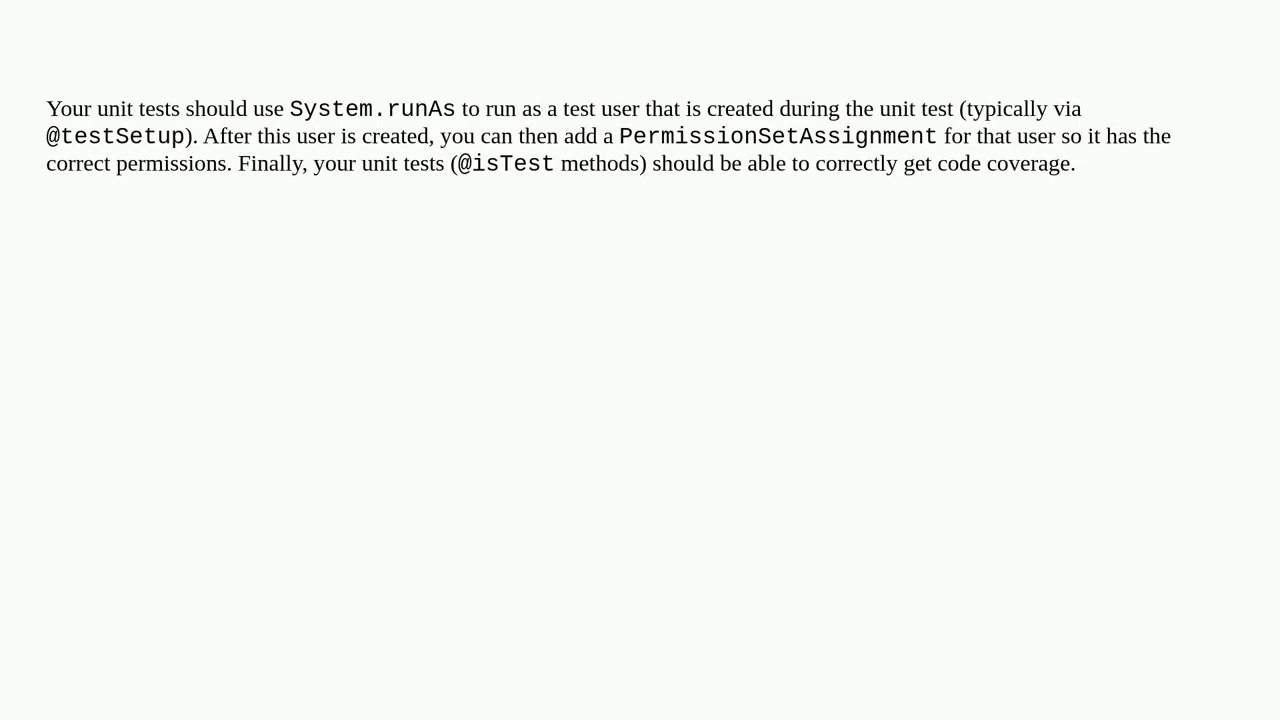 Your unit tests should use System.runAs to run as a test user that is created during the unit test (typically via
@testSetup). After this user is created, you can then add a PermissionSetAssignment for that user so it has the
correct permissions. Finally, your unit tests (@isTest methods) should be able to correctly get code coverage.